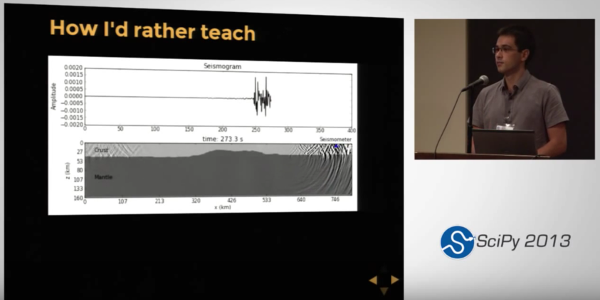 How I'd rather teach
Seismogram
Amplitude
0.0020
0.0015
0.0010
0.0005
0.0000
−0.0005
−0.0010
−0.0015
−0.0020
0 50 100 150 200 250 300 350 400
time: 273.3 s
Seismometer
Crust
Mantle
z (km)
0
27
53
80
107
133
160
0 107 213 320 426 533 640 746
x (km)
SciPy 2013